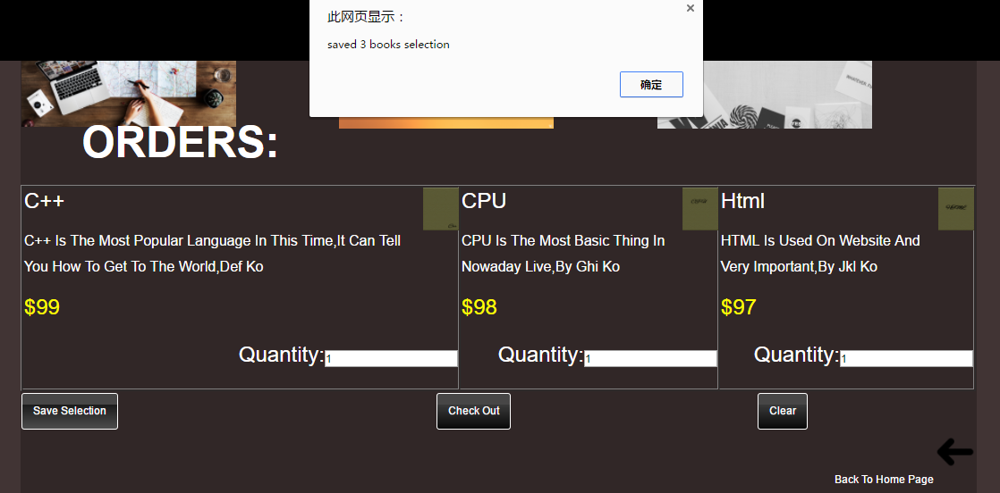 此网页显示：
saved 3 books selection
确定
ORDERS:
C++
C++ Is The Most Popular Language In This Time,It Can Tell
You How To Get To The World,Def Ko
$99
Quantity:1
CPU
CPU Is The Most Basic Thing In
Nowaday Live,By Ghi Ko
$98
Quantity:1
Html
HTML Is Used On Website And
Very Important,By Jkl Ko
$97
Quantity:1
Save Selection
Check Out
Clear
Back To Home Page